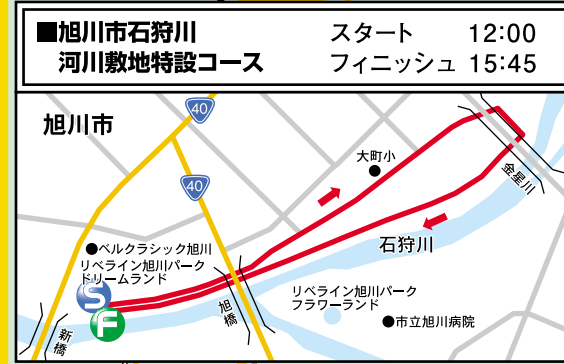 ■旭川市石狩川 スタート 12:00
河川敷地特設コース フィニッシュ 15:45
旭川市
40
大町小
40
金星川
石狩川
●ベルクラシック旭川
リベライン旭川パーク
ドリームランド
S
F
新橋
旭橋
リベライン旭川パーク
フラワーランド
●市立旭川病院